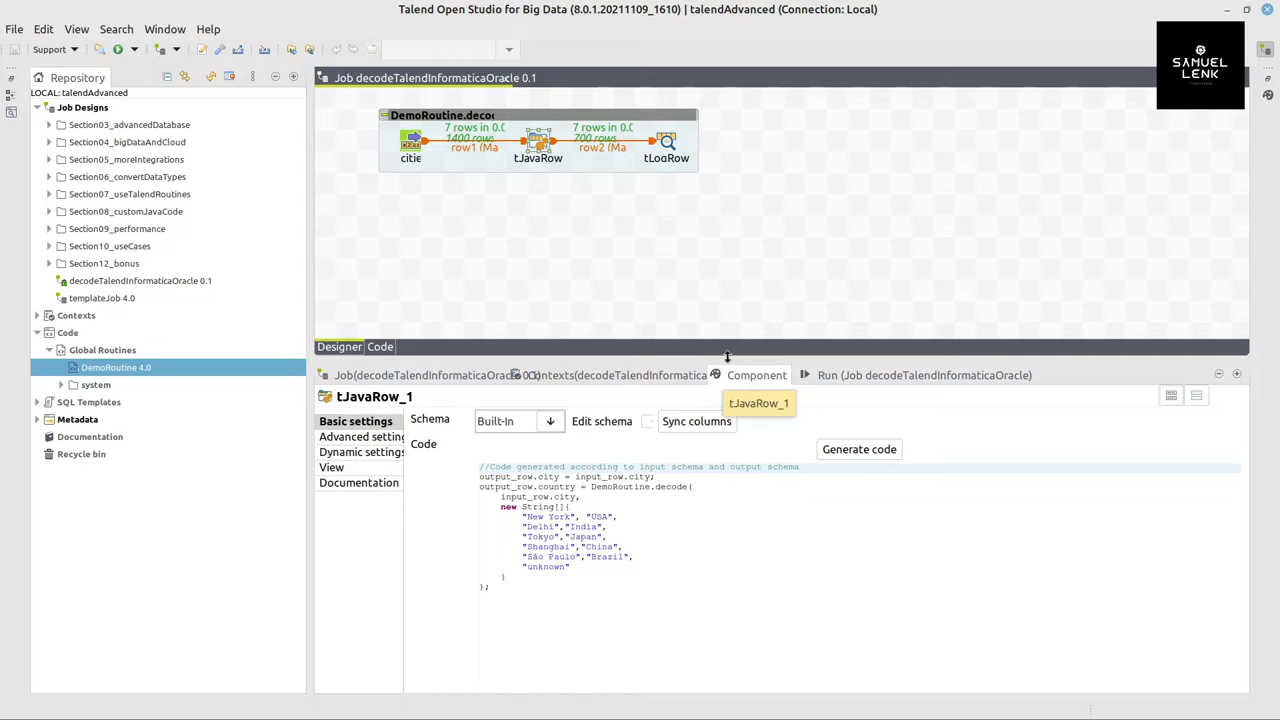 Talend Open Studio for Big Data (8.0.1.20211109_1610) | talendAdvanced (Connection: Local)
File Edit View Search Window Help
Support
SAMUEL
LENK
Repository
LOCAL: talendAdvanced
Job Designs
Section03_advancedDatabase
Section04_bigDataAndCloud
Section05_moreIntegrations
Section06_convertDataTypes
Section07_useTalendRoutines
Section08_customJavaCode
Section09_performance
Section10_useCases
Section12_bonus
decodeTalendInformaticaOracle 0.1
templateJob 4.0
Contexts
Code
Global Routines
DemoRoutine 4.0
system
SQL Templates
Metadata
Documentation
Recycle bin
Job decodeTalendInformaticaOracle 0.1
DemoRoutine.deco
7 rows in 0.0 7 rows in 0.0
1400 rows 700 rows
row1 (Ma row2 (Ma
citie tJavaRow tLogRow
Designer Code
Job(decodeTalendInformaticaOracle 0.1) Contexts(decodeTalendInformatica Component Run (Job decodeTalendInformaticaOracle)
tJavaRow_1
tJavaRow_1
Basic settings
Advanced setting
Dynamic settings
View
Documentation
Schema Built-In Edit schema Sync columns
Code
Generate code
//Code generated according to input schema and output schema
output_row.city = input_row.city;
output_row.country = DemoRoutine.decode(
input_row.city,
new String[]{
"New York", "USA",
"Delhi","India",
"Tokyo","Japan",
"Shanghai","China",
"São Paulo","Brazil",
"unknown"
}
);